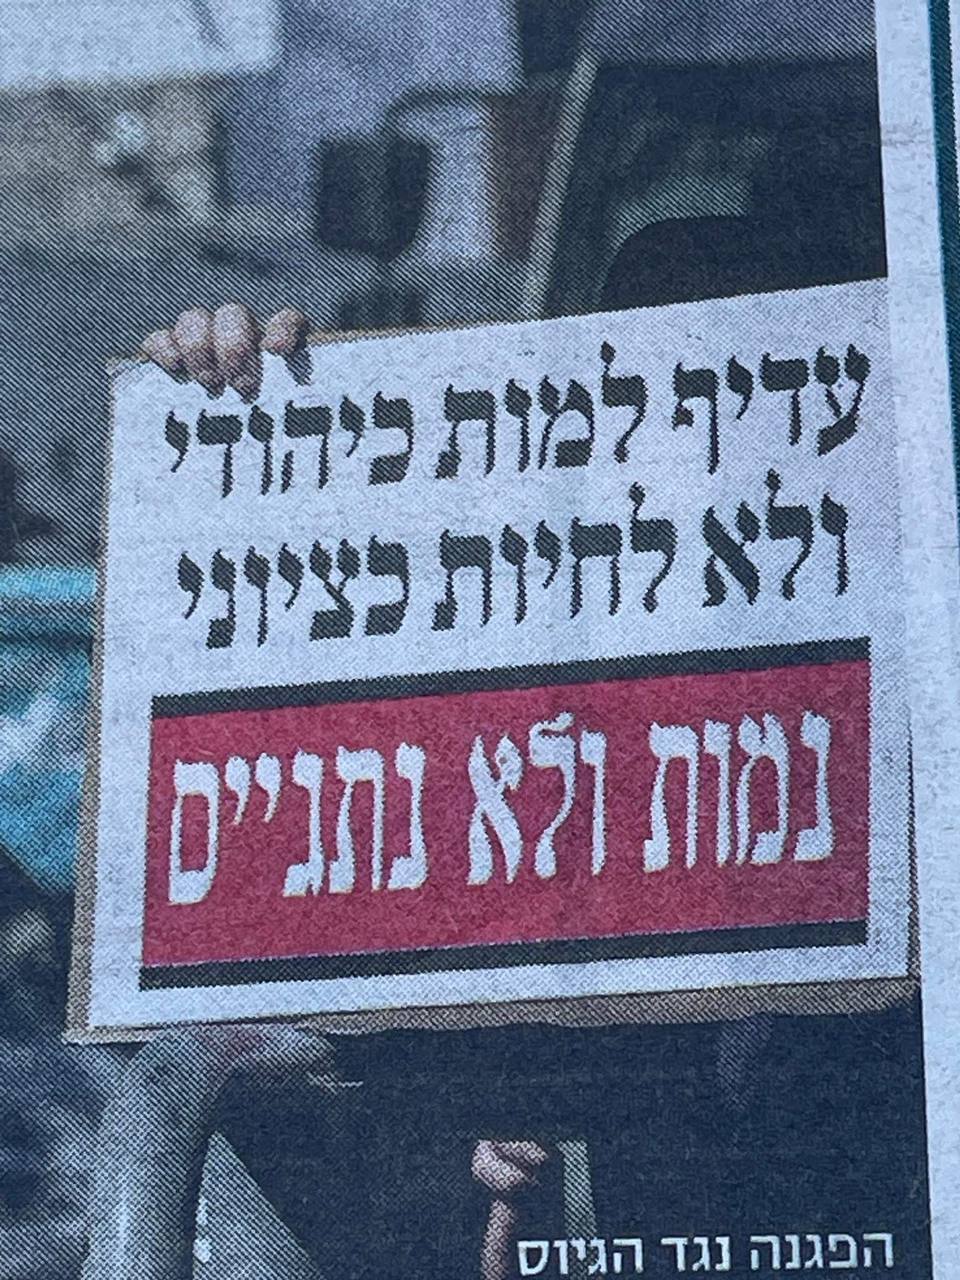 עדיף למות כיהודי
ולא לחיות כציוני
נמות ולא נתגייס
הפגנה נגד הגיוס